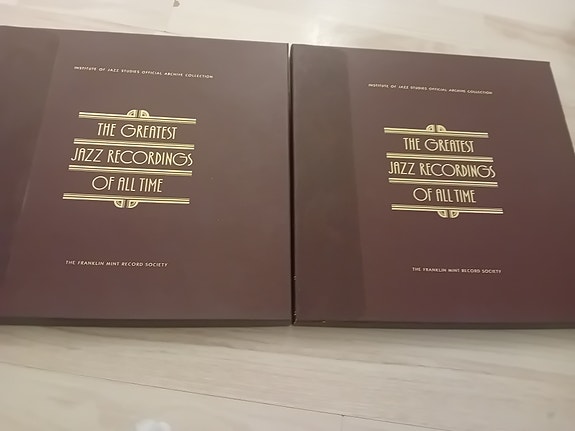 INSTITUTE OF JAZZ STUDIES OFFICIAL ARCHIVE COLLECTION
THE GREATEST
JAZZ RECORDINGS
OF ALL TIME
THE FRANKLIN MINT RECORD SOCIETY
INSTITUTE OF JAZZ STUDIES OFFICIAL ARCHIVE COLLECTION
THE GREATEST
JAZZ RECORDINGS
OF ALL TIME
THE FRANKLIN MINT RECORD SOCIETY